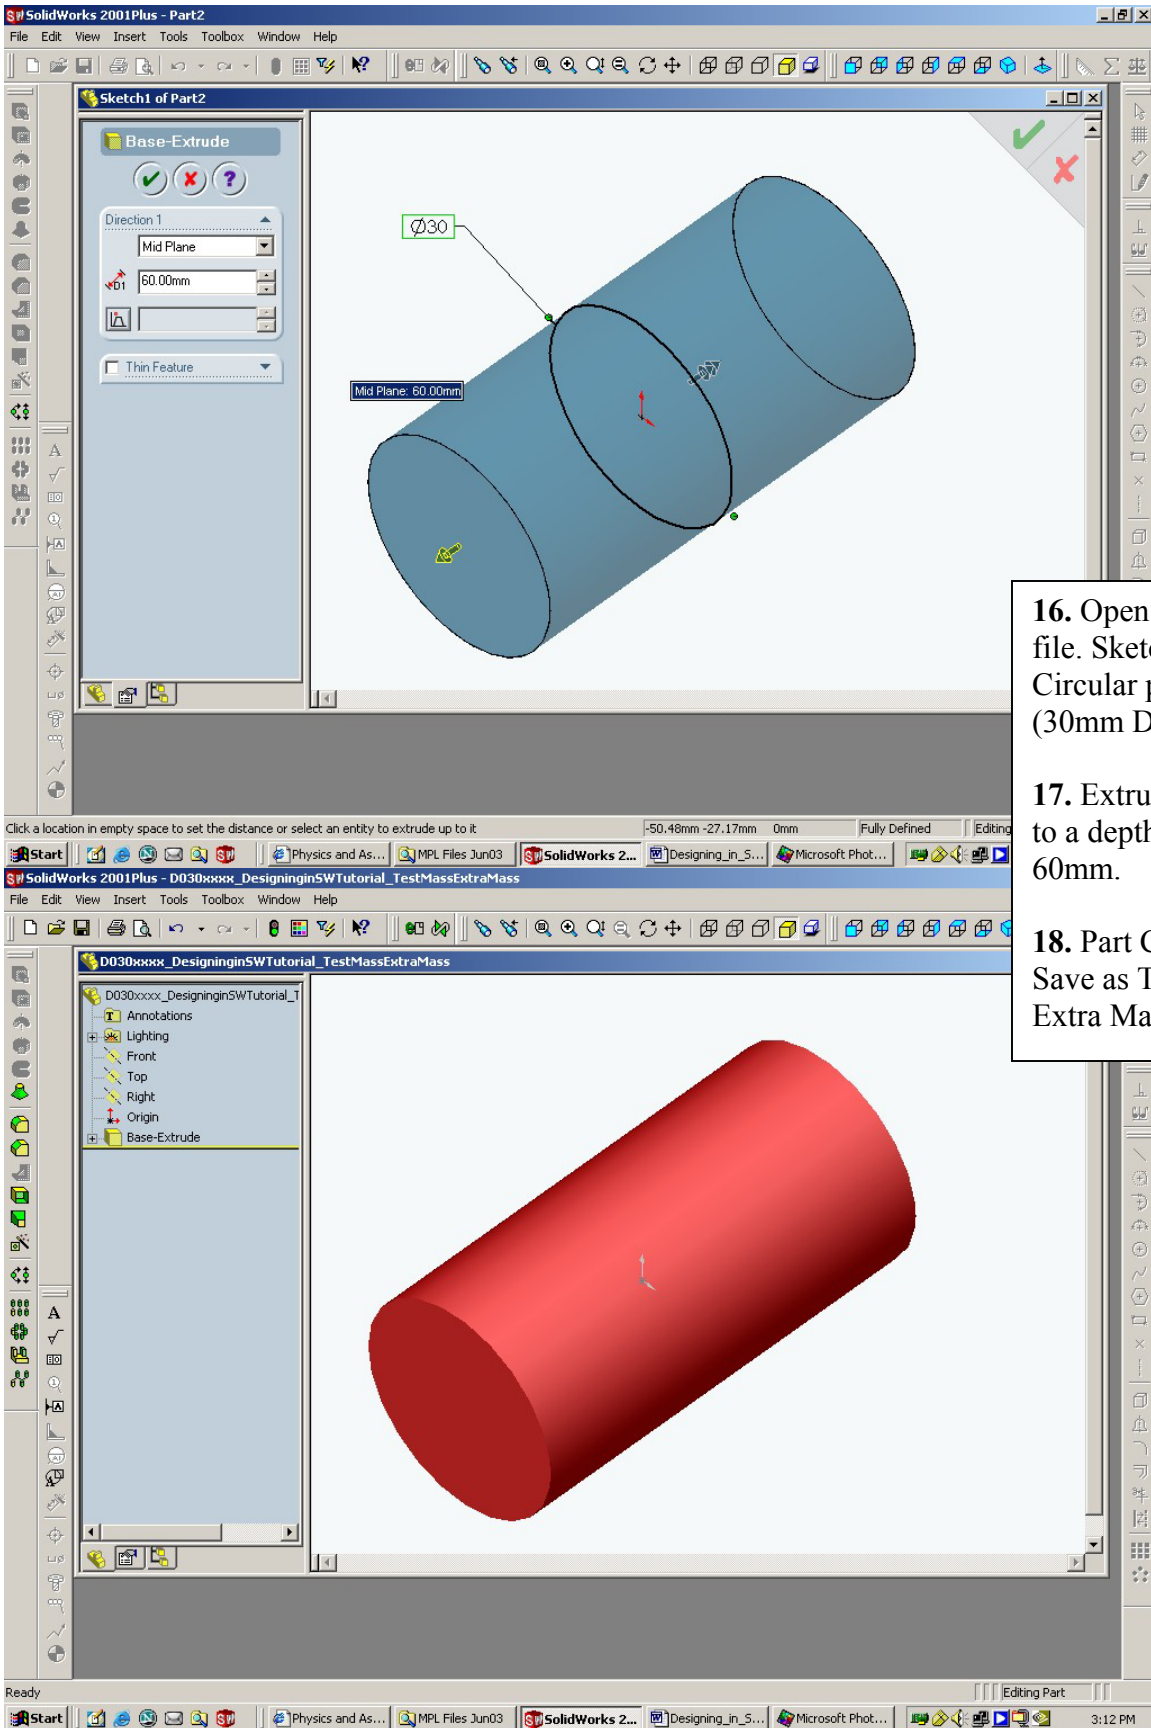 SolidWorks 2001Plus - Part2
File Edit View Insert Tools Toolbox Window Help
Sketch1 of Part2
Base-Extrude
Direction 1
Mid Plane
D1 60.00mm
Thin Feature
Ø30
Mid Plane: 60.00mm
Click a location in empty space to set the distance or select an entity to extrude up to it
-50.48mm -27.17mm 0mm Fully Defined Editing
Start Physics and As... MPL Files Jun03 SolidWorks 2... Designing_in_S... Microsoft Phot...
16. Open
file. Sketc
Circular p
(30mm D
17. Extru
to a depth
60mm.
18. Part C
Save as T
Extra Ma
SolidWorks 2001Plus - D030xxxx_DesigninginSWTutorial_TestMassExtraMass
File Edit View Insert Tools Toolbox Window Help
D030xxxx_DesigninginSWTutorial_TestMassExtraMass
D030xxxx_DesigninginSWTutorial_T
Annotations
Lighting
Front
Top
Right
Origin
Base-Extrude
Ready
Editing Part
Start Physics and As... MPL Files Jun03 SolidWorks 2... Designing_in_S... Microsoft Phot... 3:12 PM